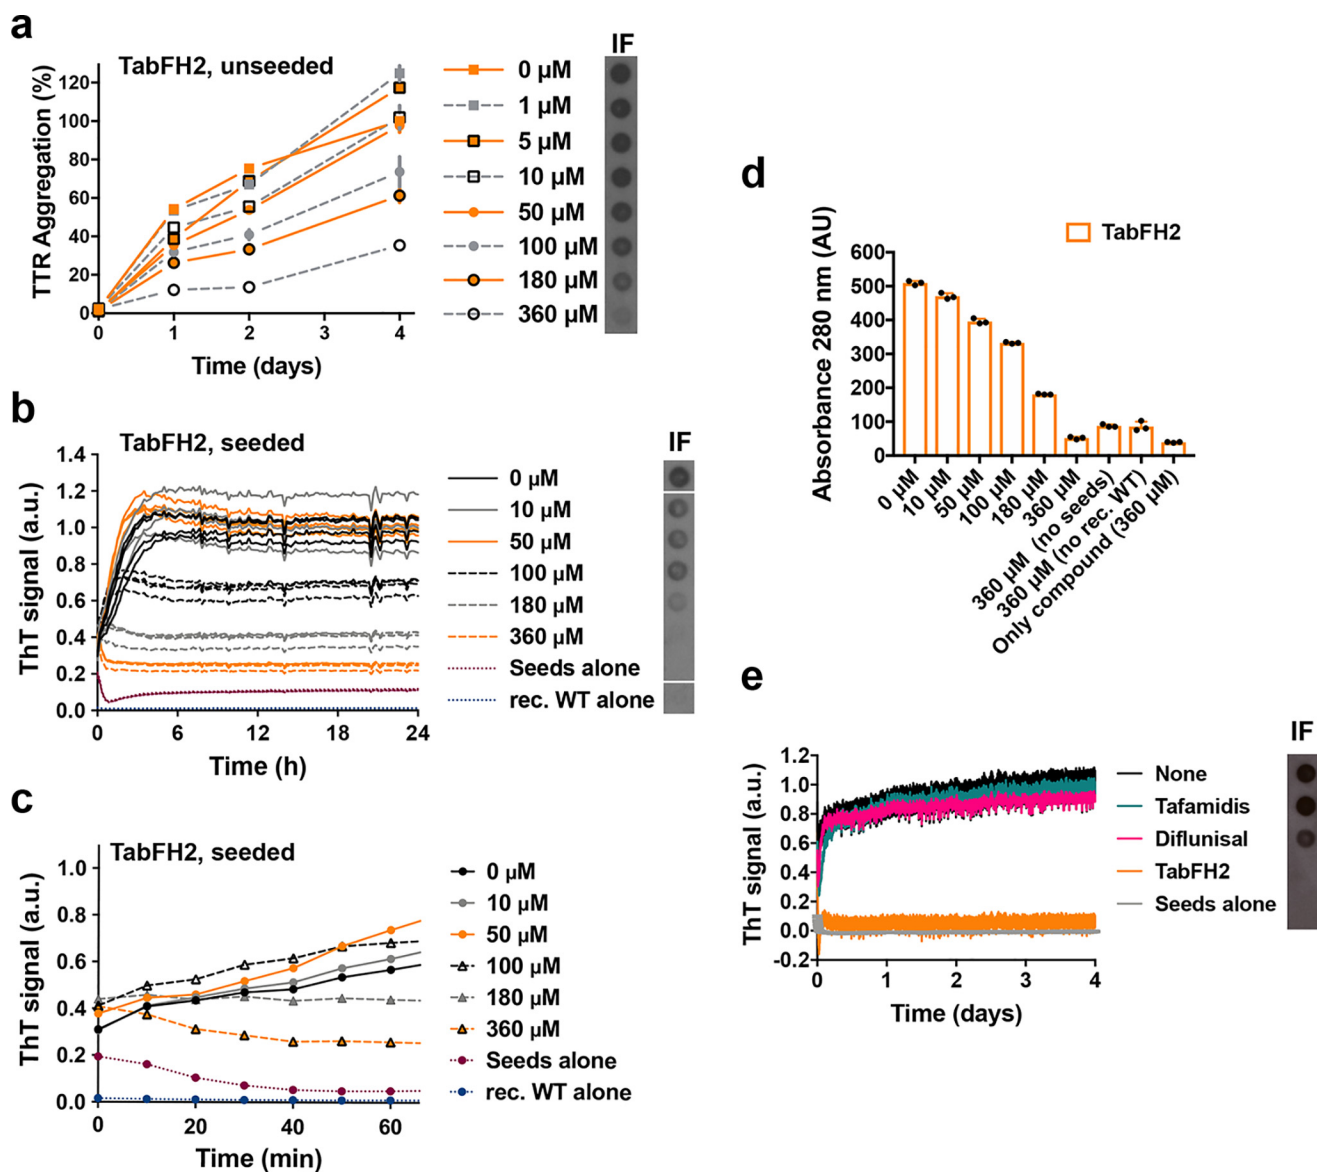 a
TabFH2, unseeded
IF
TTR Aggregation (%)
120
100
80
60
40
20
0
0
1
2
3
4
Time (days)
0 µM
1 µM
5 µM
10 µM
50 µM
100 µM
180 µM
360 µM
b
TabFH2, seeded
IF
ThT signal (a.u.)
1.4
1.2
1.0
0.8
0.6
0.4
0.2
0.0
0
6
12
18
24
Time (h)
0 µM
10 µM
50 µM
100 µM
180 µM
360 µM
Seeds alone
rec. WT alone
c
TabFH2, seeded
ThT signal (a.u.)
1.0
0.8
0.6
0.4
0.2
0.0
0
20
40
60
Time (min)
0 µM
10 µM
50 µM
100 µM
180 µM
360 µM
Seeds alone
rec. WT alone
d
TabFH2
Absorbance 280 nm (AU)
600
500
400
300
200
100
0
0 µM
10 µM
50 µM
100 µM
180 µM
360 µM
360 µM (no seeds)
360 µM (no rec. WT)
Only compound (360 µM)
e
IF
ThT signal (a.u.)
1.2
1.0
0.8
0.6
0.4
0.2
0.0
-0.2
0
1
2
3
4
Time (days)
None
Tafamidis
Diflunisal
TabFH2
Seeds alone